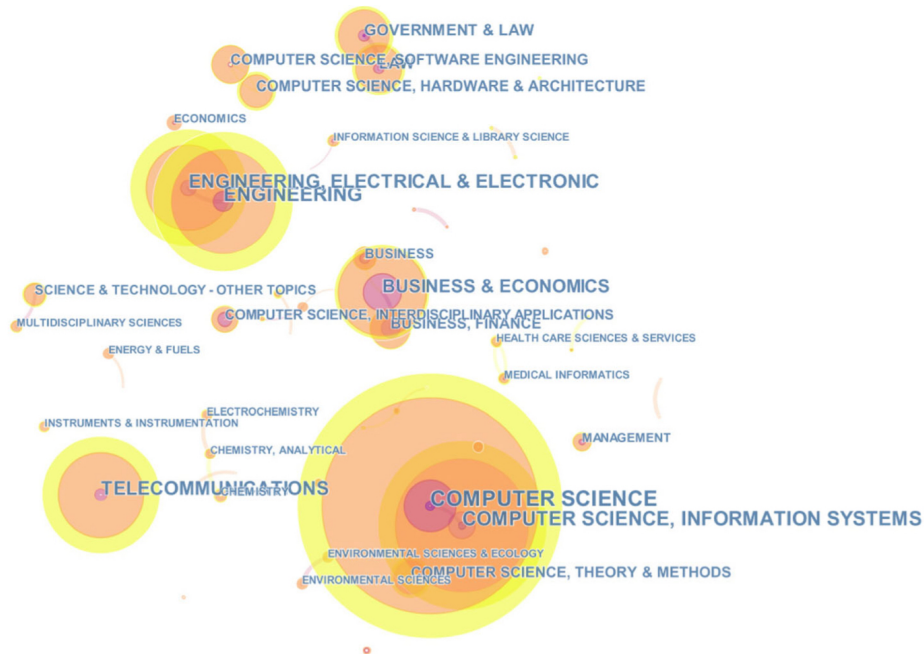 GOVERNMENT & LAW
COMPUTER SCIENCE, SOFTWARE ENGINEERING
LAW
COMPUTER SCIENCE, HARDWARE & ARCHITECTURE
ECONOMICS
INFORMATION SCIENCE & LIBRARY SCIENCE
ENGINEERING, ELECTRICAL & ELECTRONIC
ENGINEERING
BUSINESS
BUSINESS & ECONOMICS
SCIENCE & TECHNOLOGY - OTHER TOPICS
COMPUTER SCIENCE, INTERDISCIPLINARY APPLICATIONS
MULTIDISCIPLINARY SCIENCES
BUSINESS, FINANCE
HEALTH CARE SCIENCES & SERVICES
ENERGY & FUELS
MEDICAL INFORMATICS
ELECTROCHEMISTRY
INSTRUMENTS & INSTRUMENTATION
MANAGEMENT
CHEMISTRY, ANALYTICAL
TELECOMMUNICATIONS
CHEMISTRY
COMPUTER SCIENCE
COMPUTER SCIENCE, INFORMATION SYSTEMS
ENVIRONMENTAL SCIENCES & ECOLOGY
COMPUTER SCIENCE, THEORY & METHODS
ENVIRONMENTAL SCIENCES